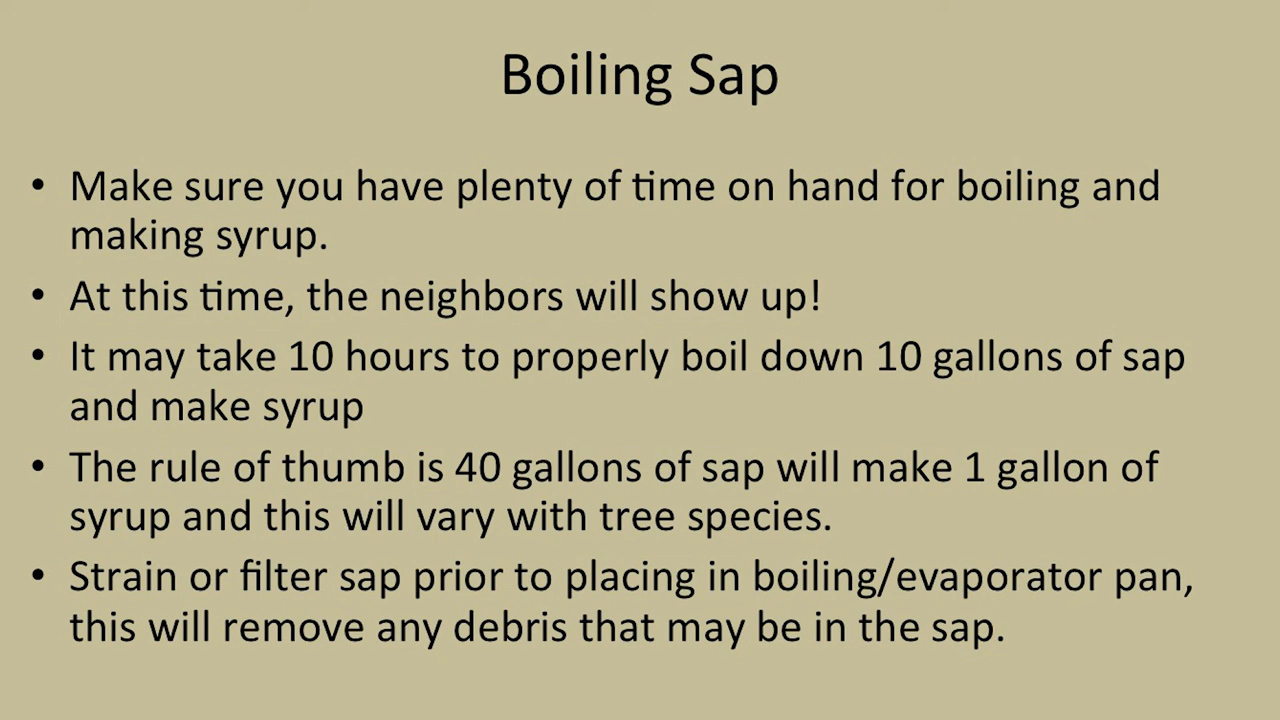 Boiling Sap
• Make sure you have plenty of time on hand for boiling and
making syrup.
• At this time, the neighbors will show up!
• It may take 10 hours to properly boil down 10 gallons of sap
and make syrup
• The rule of thumb is 40 gallons of sap will make 1 gallon of
syrup and this will vary with tree species.
• Strain or filter sap prior to placing in boiling/evaporator pan,
this will remove any debris that may be in the sap.